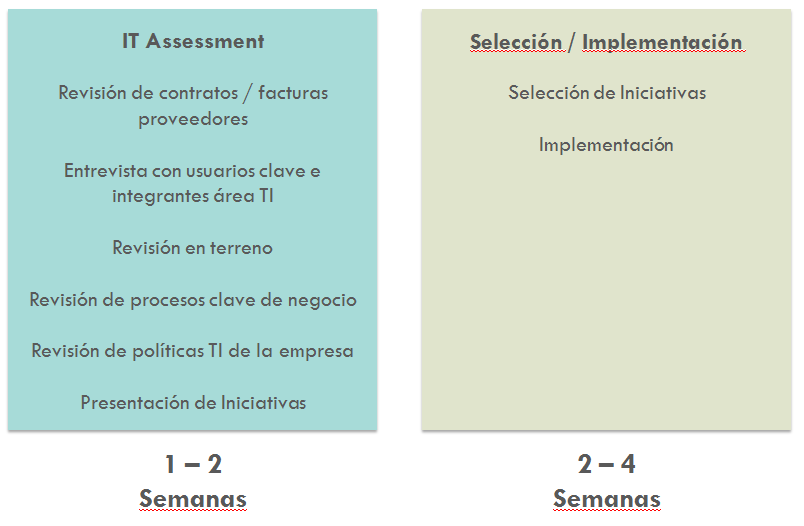 IT Assessment
Revisión de contratos / facturas
proveedores
Entrevista con usuarios clave e
integrantes área TI
Revisión en terreno
Revisión de procesos clave de negocio
Revisión de políticas TI de la empresa
Presentación de Iniciativas
1 – 2
Semanas
Selección / Implementación
Selección de Iniciativas
Implementación
2 – 4
Semanas